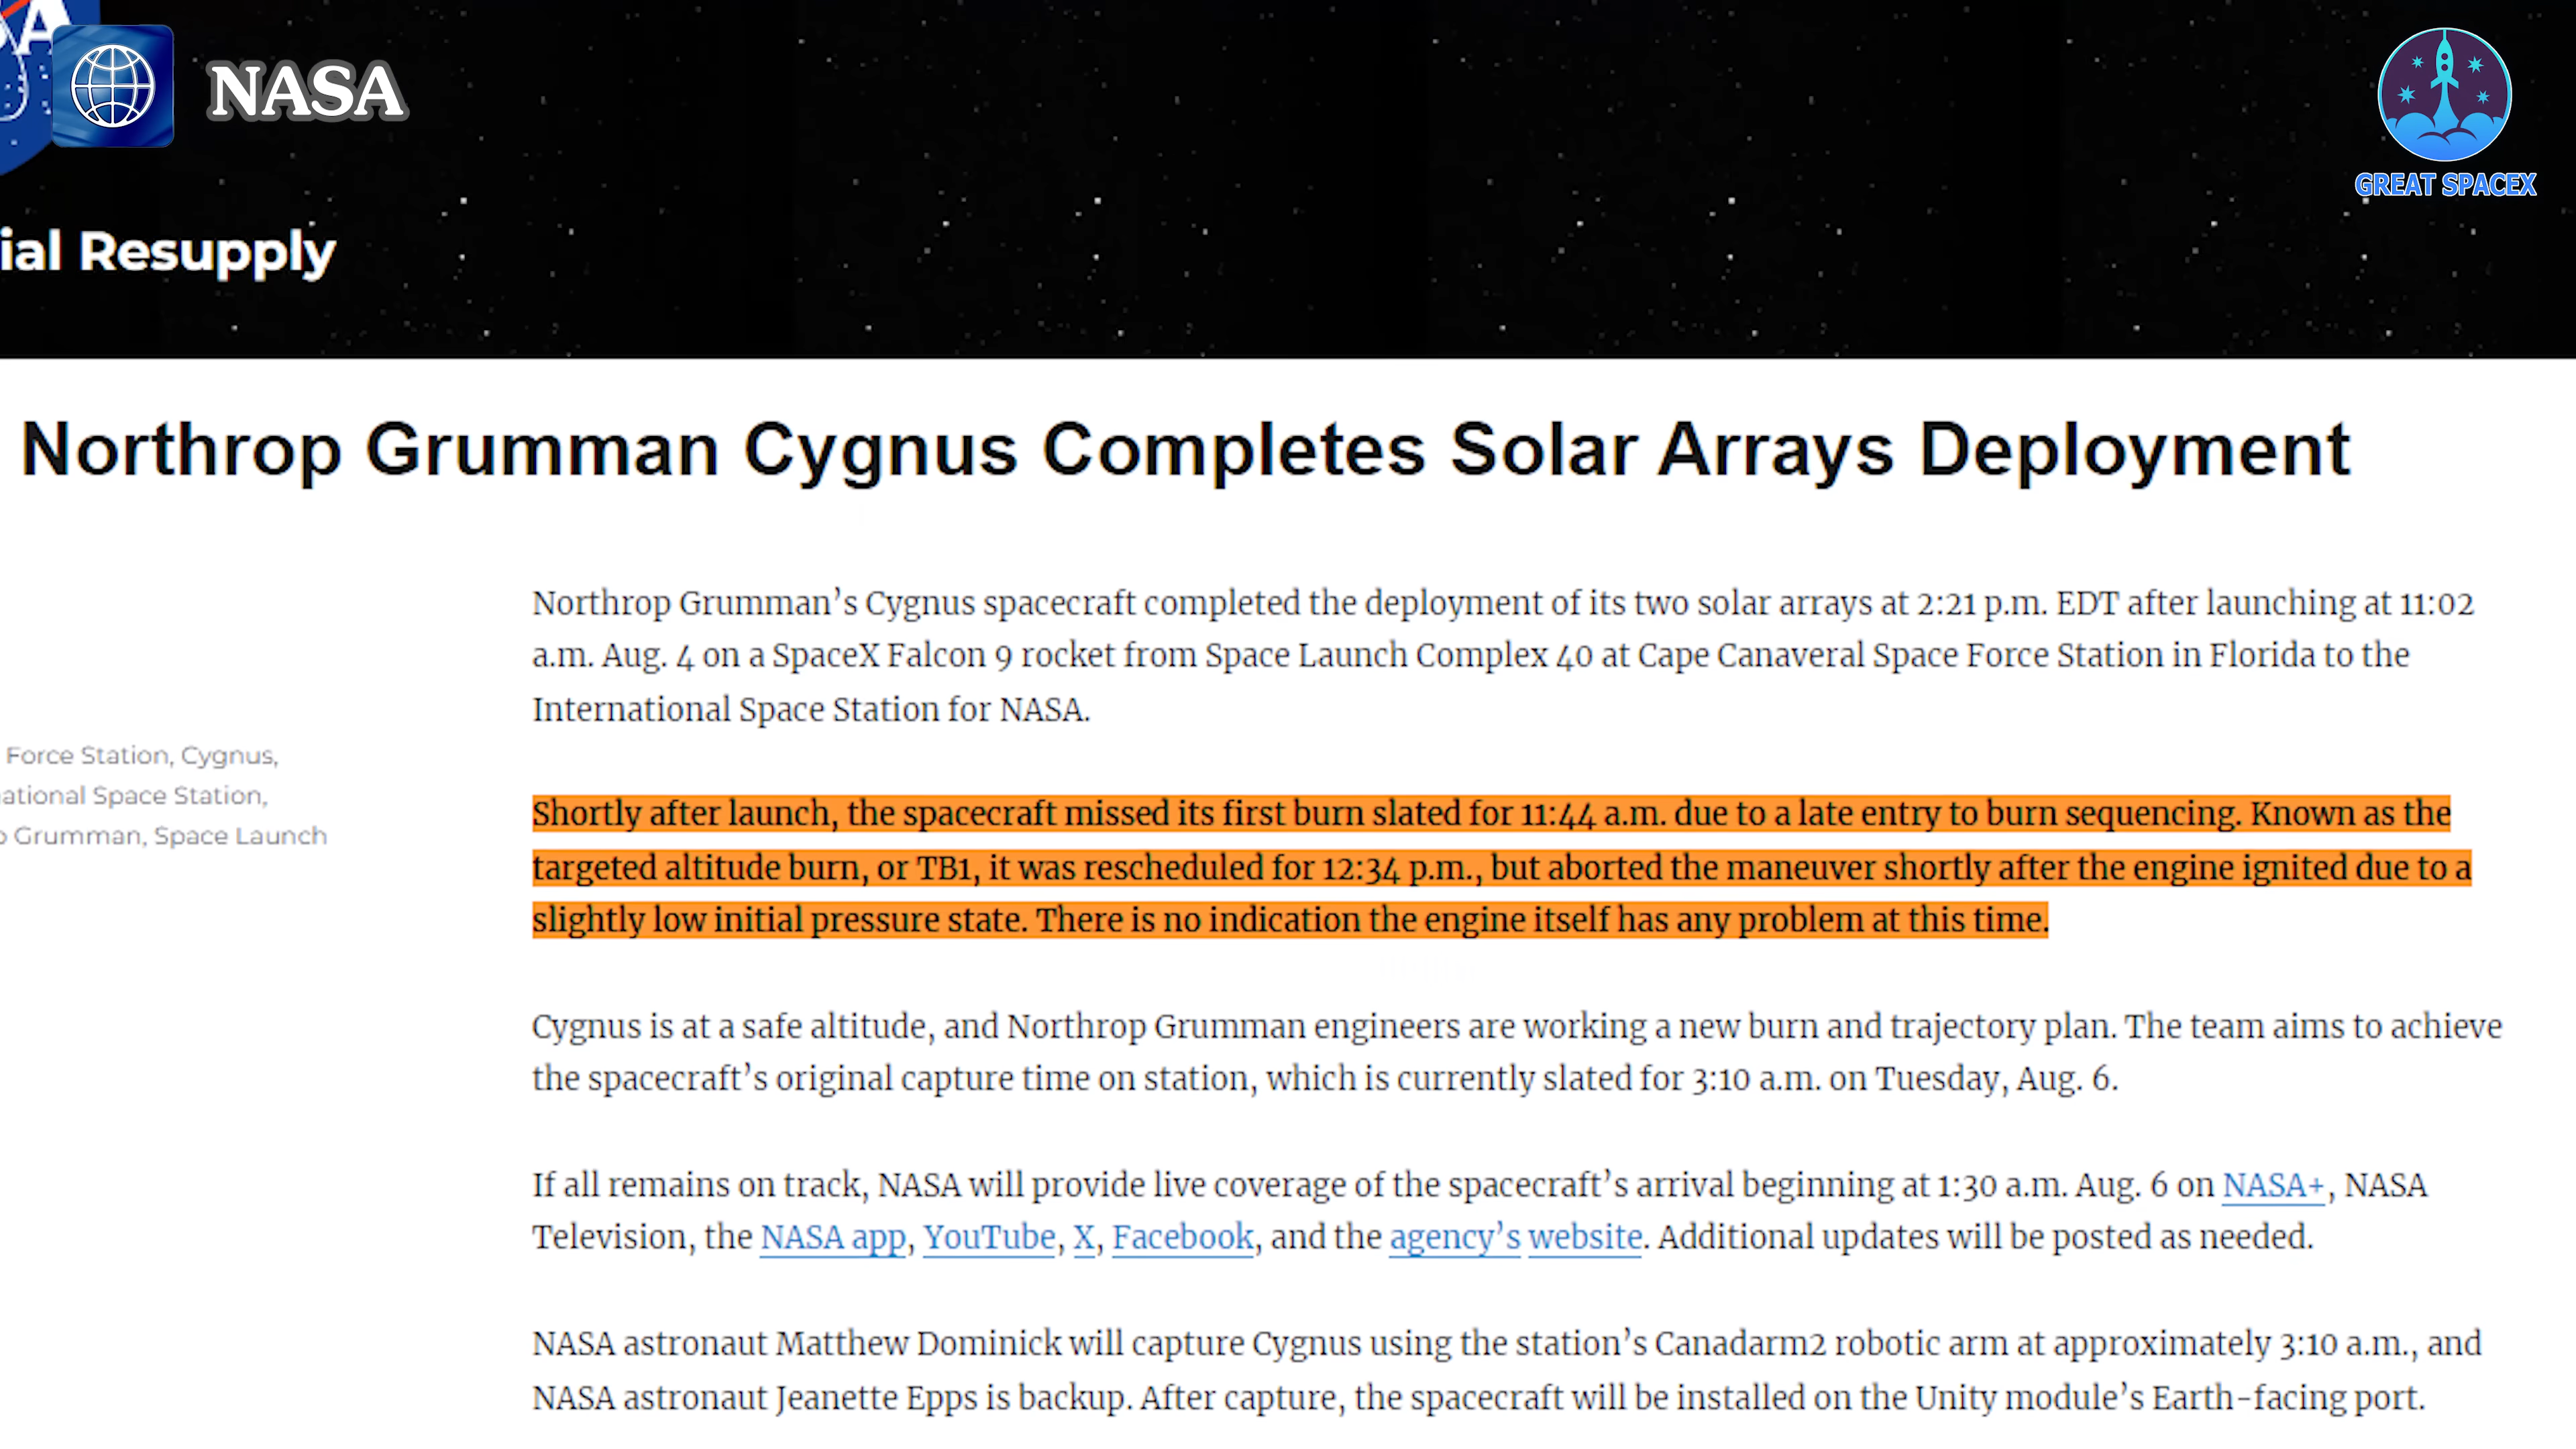 NASA
GREAT SPACEX
ial Resupply
Northrop Grumman Cygnus Completes Solar Arrays Deployment
Northrop Grumman’s Cygnus spacecraft completed the deployment of its two solar arrays at 2:21 p.m. EDT after launching at 11:02
a.m. Aug. 4 on a SpaceX Falcon 9 rocket from Space Launch Complex 40 at Cape Canaveral Space Force Station in Florida to the
International Space Station for NASA.
Force Station, Cygnus,
ational Space Station,
Grumman, Space Launch
Shortly after launch, the spacecraft missed its first burn slated for 11:44 a.m. due to a late entry to burn sequencing. Known as the
targeted altitude burn, or TB1, it was rescheduled for 12:34 p.m., but aborted the maneuver shortly after the engine ignited due to a
slightly low initial pressure state. There is no indication the engine itself has any problem at this time.
Cygnus is at a safe altitude, and Northrop Grumman engineers are working a new burn and trajectory plan. The team aims to achieve
the spacecraft’s original capture time on station, which is currently slated for 3:10 a.m. on Tuesday, Aug. 6.
If all remains on track, NASA will provide live coverage of the spacecraft’s arrival beginning at 1:30 a.m. Aug. 6 on NASA+, NASA
Television, the NASA app, YouTube, X, Facebook, and the agency’s website. Additional updates will be posted as needed.
NASA astronaut Matthew Dominick will capture Cygnus using the station’s Canadarm2 robotic arm at approximately 3:10 a.m., and
NASA astronaut Jeanette Epps is backup. After capture, the spacecraft will be installed on the Unity module’s Earth-facing port.